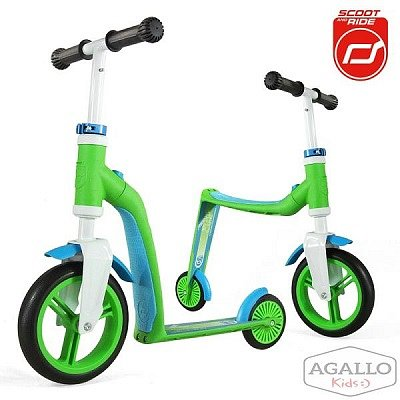 SCOOT
AND
RIDE
AGALLO
Kids:)